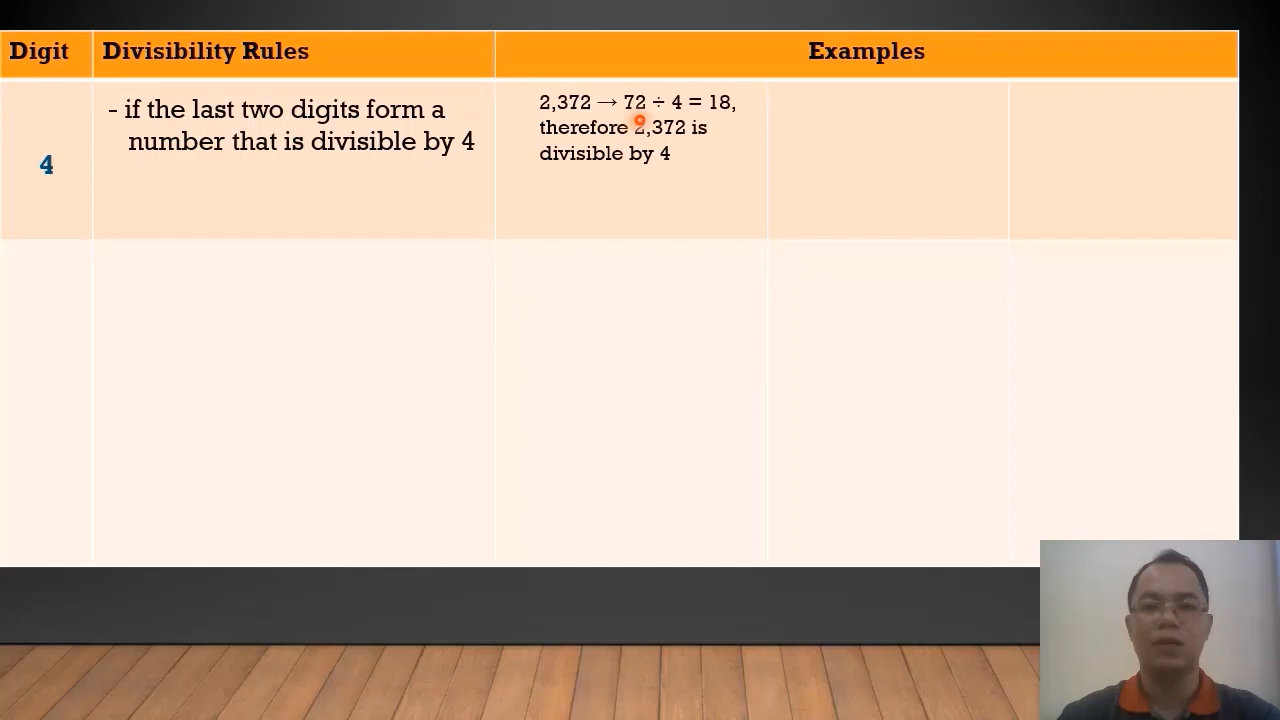 Digit
Divisibility Rules
Examples
4
- if the last two digits form a
number that is divisible by 4
2,372 → 72 ÷ 4 = 18,
therefore 2,372 is
divisible by 4